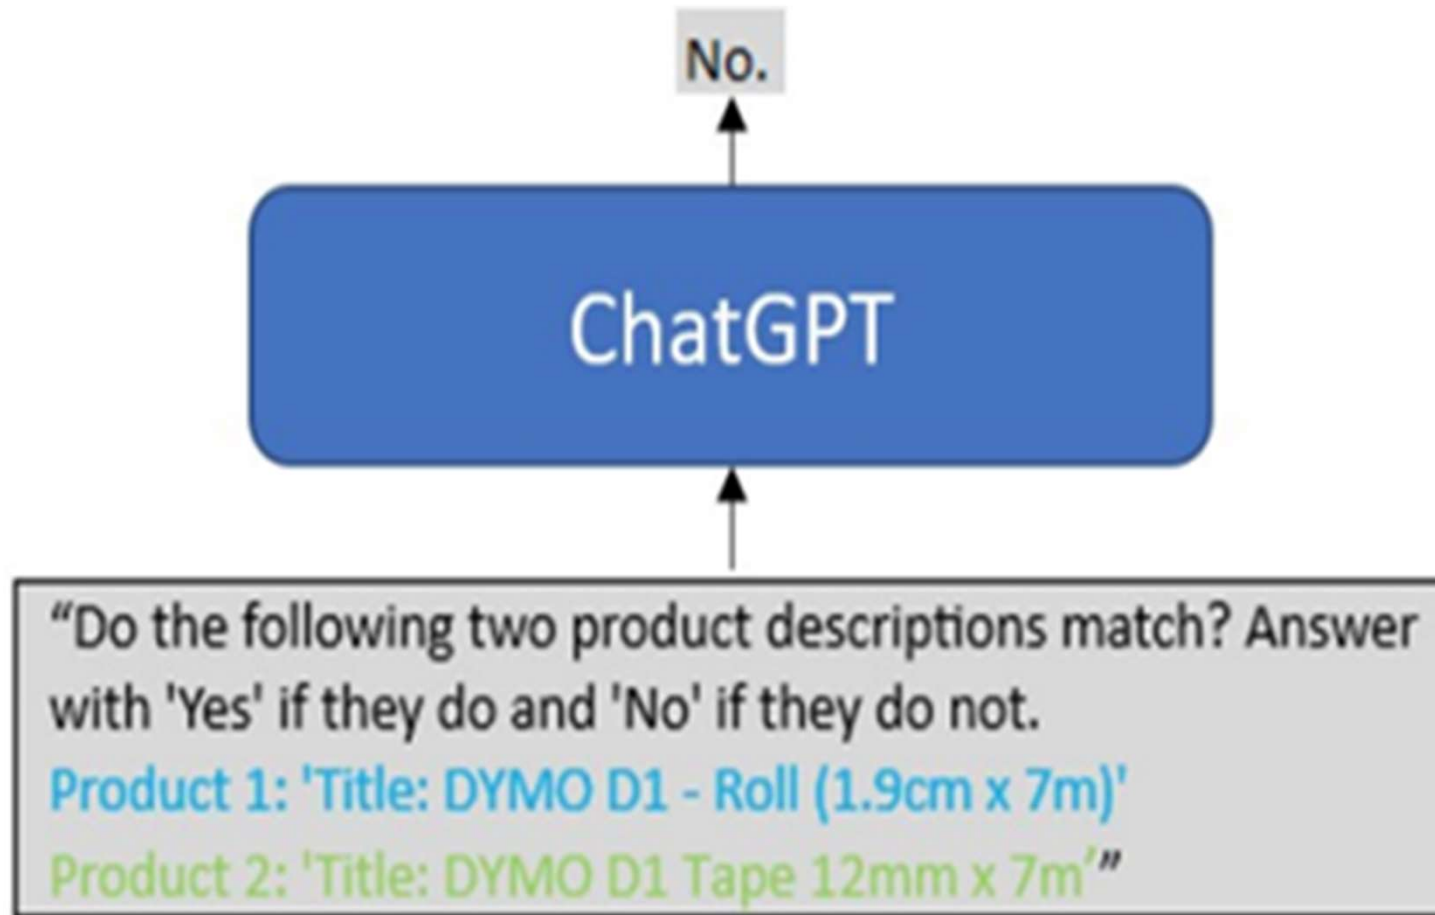 No.
ChatGPT
“Do the following two product descriptions match? Answer
with 'Yes' if they do and 'No' if they do not.
Product 1: 'Title: DYMO D1 - Roll (1.9cm x 7m)'
Product 2: 'Title: DYMO D1 Tape 12mm x 7m'”